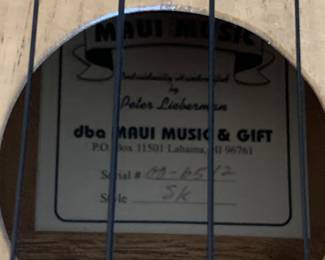 MAUI MUSIC
Individually Handcrafted
by
Peter Lieberman
dba MAUI MUSIC & GIFT
P.O. Box 11501 Lahaina, HI 96761
Serial #
Style SK